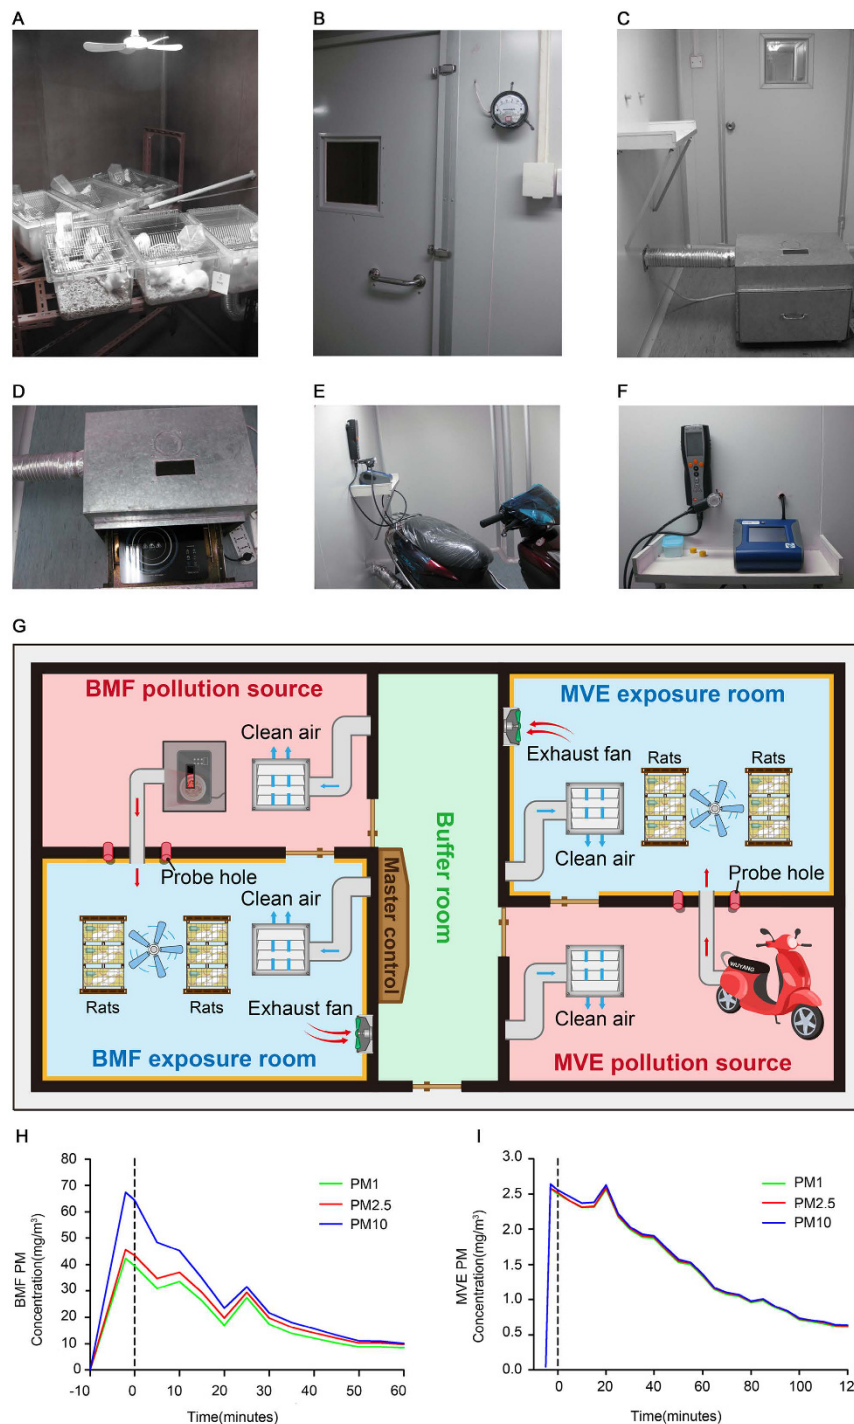 A
B
C
D
E
F
G
BMF pollution source
Clean air
Probe hole
Clean air
Rats
Rats
Exhaust fan
BMF exposure room
Master control
Buffer room
MVE exposure room
Exhaust fan
Rats
Rats
Clean air
Probe hole
WUYANG
Clean air
MVE pollution source
H
BMF PM
Concentration(mg/m³)
80
70
60
50
40
30
20
10
0
PM1
PM2.5
PM10
-10
0
10
20
30
40
50
60
Time(minutes)
I
MVE PM
Concentration(mg/m³)
3.0
2.5
2.0
1.5
1.0
0.5
0.0
PM1
PM2.5
PM10
0
20
40
60
80
100
120
Time(minutes)